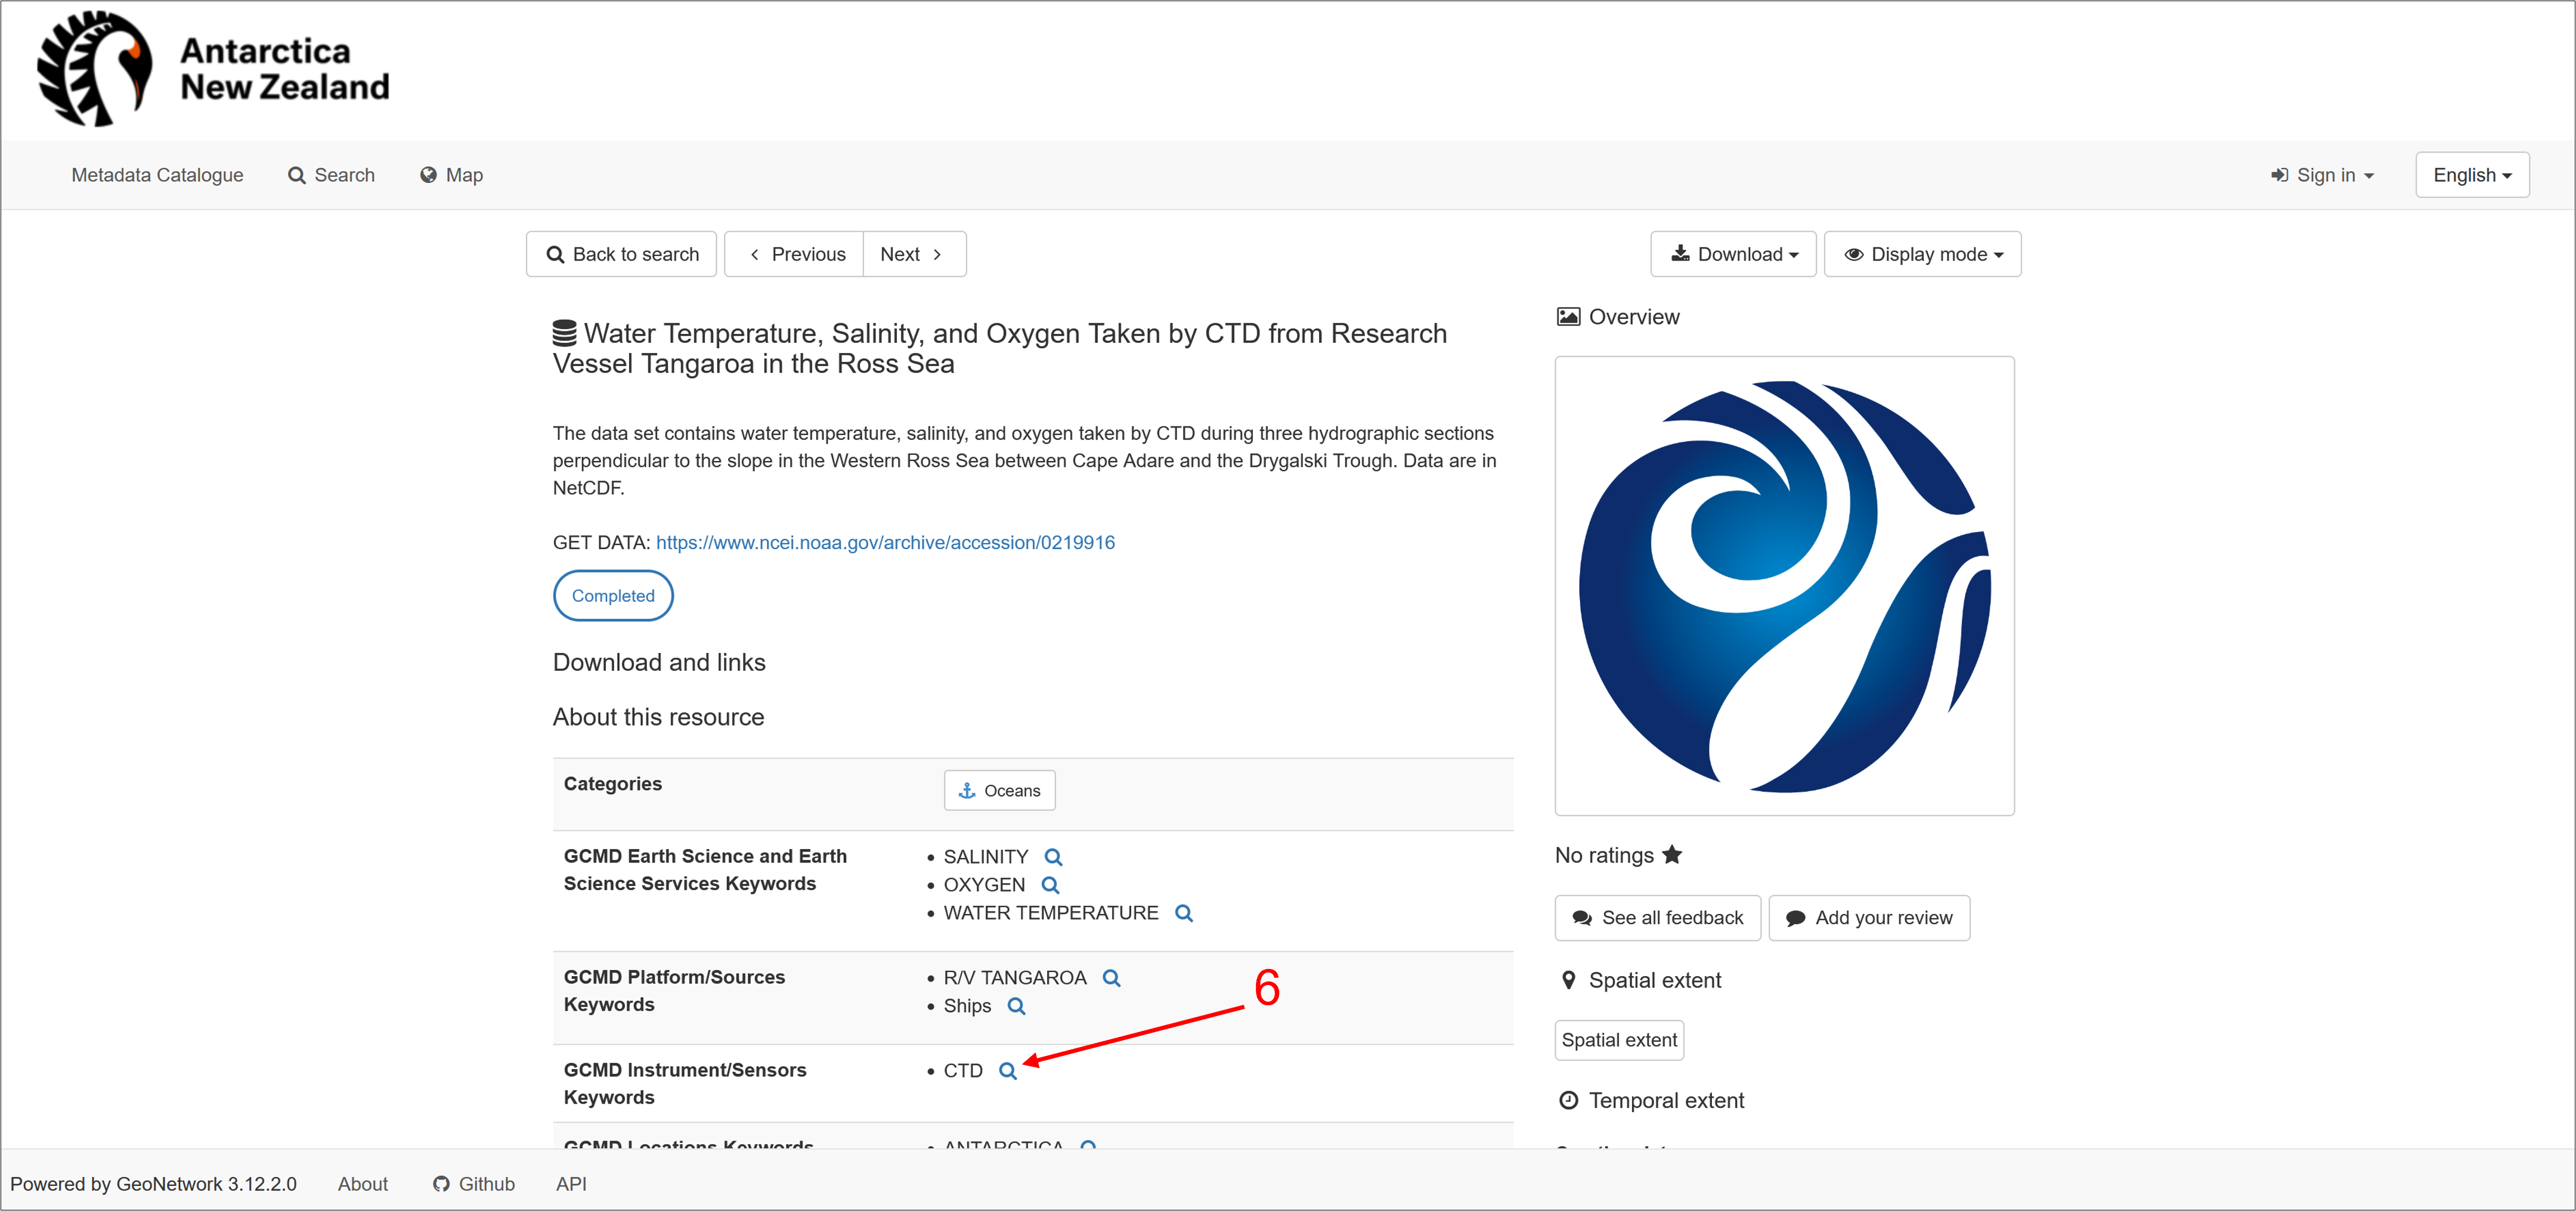 Antarctica
New Zealand
Metadata Catalogue Search Map Sign in English
Back to search Previous Next Download Display mode
Water Temperature, Salinity, and Oxygen Taken by CTD from Research
Vessel Tangaroa in the Ross Sea
The data set contains water temperature, salinity, and oxygen taken by CTD during three hydrographic sections
perpendicular to the slope in the Western Ross Sea between Cape Adare and the Drygalski Trough. Data are in
NetCDF.
GET DATA: https://www.ncei.noaa.gov/archive/accession/0219916
Completed
Download and links
About this resource
Categories Oceans
GCMD Earth Science and Earth
Science Services Keywords
• SALINITY
• OXYGEN
• WATER TEMPERATURE
GCMD Platform/Sources
Keywords
• R/V TANGAROA
• Ships
6
GCMD Instrument/Sensors
Keywords
• CTD
GCMD Locations Keywords
• ANTARCTICA
Overview
No ratings
See all feedback Add your review
Spatial extent
Spatial extent
Temporal extent
Powered by GeoNetwork 3.12.2.0 About Github API